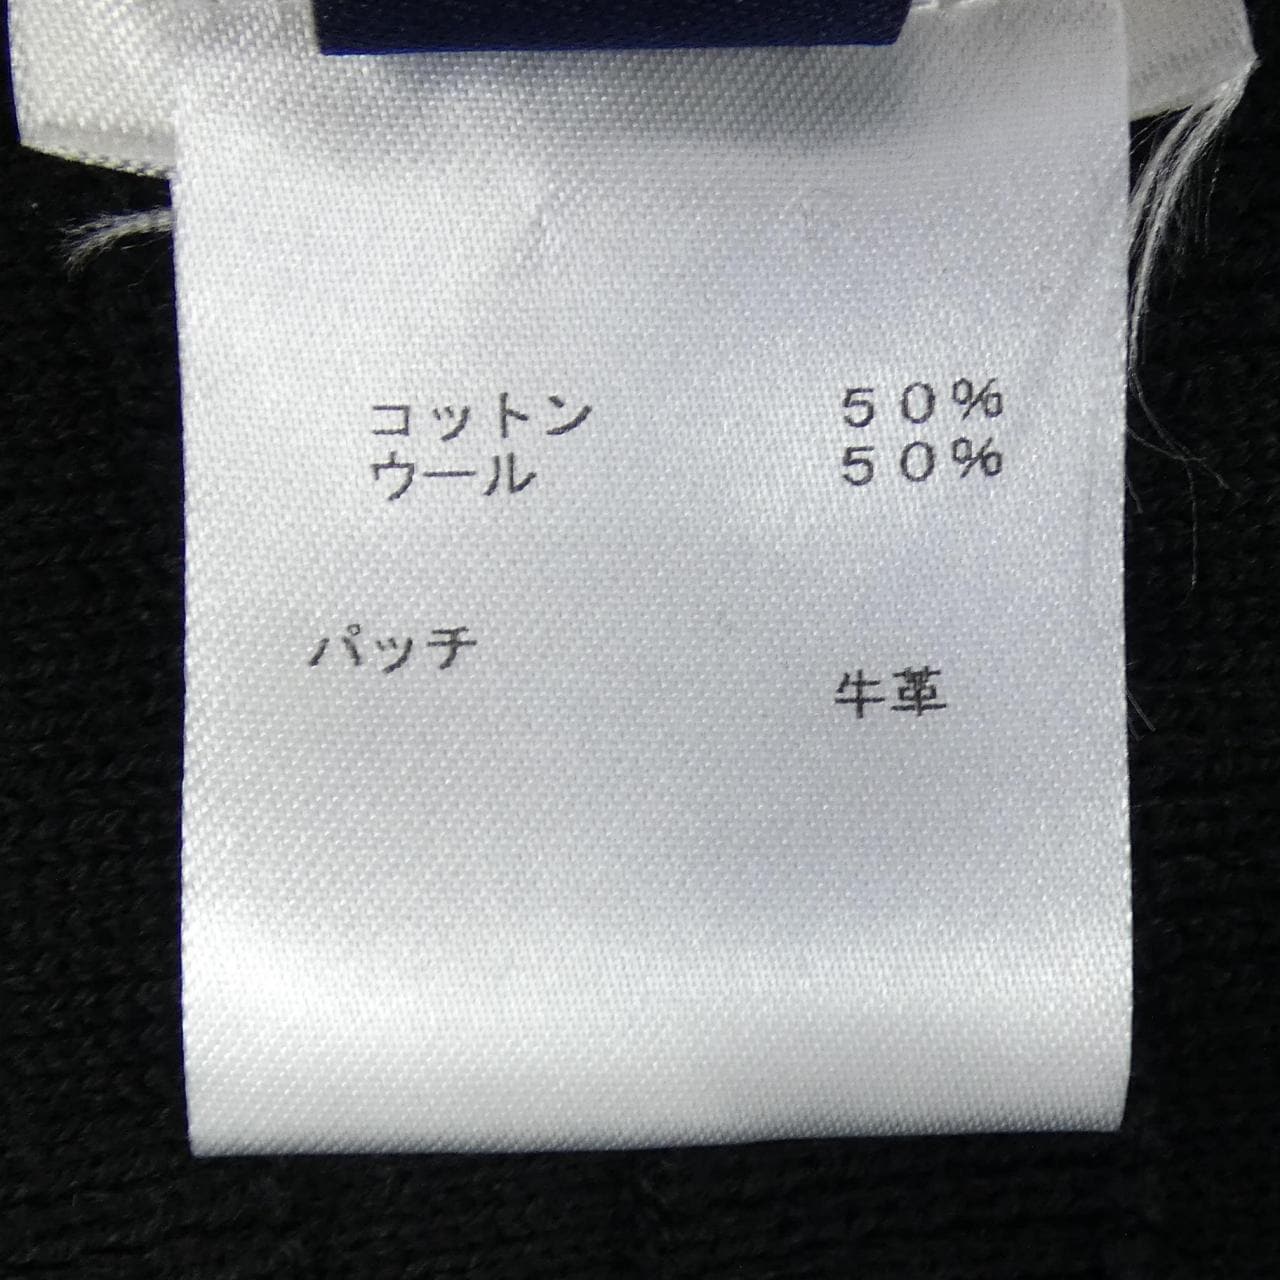 コットン ５０％
ウール ５０％
パッチ
牛革